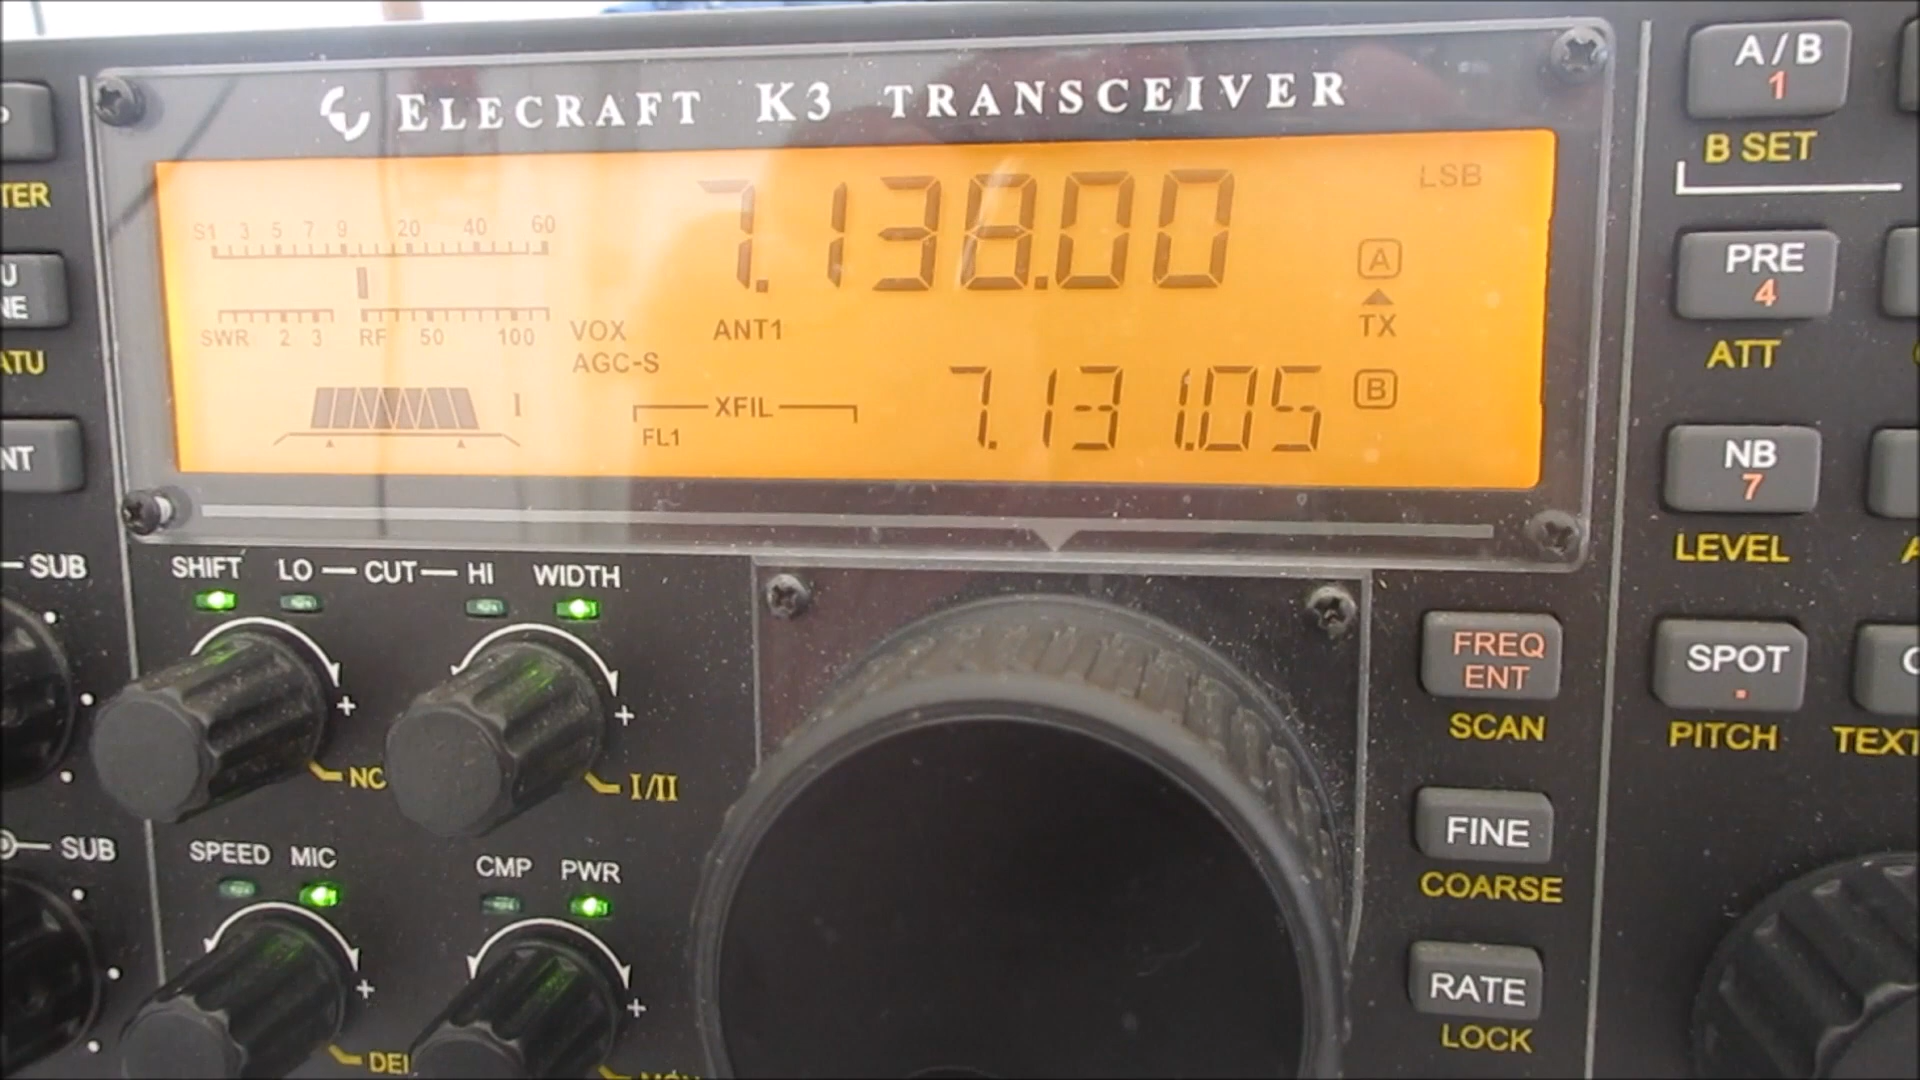 ELECRAFT K3 TRANSCEIVER
A / B
1
B SET
TER
S1 3 5 7 9 20 40 60
7.138.00
LSB
A
TX
SWR 2 3 RF 50 100
VOX
ANT1
AGC-S
PRE
4
ATT
ATU
XFIL
FL1
I
7.131.05
B
NB
7
LEVEL
SUB
SHIFT LO CUT HI WIDTH
+
+
NC
I/II
FREQ
ENT
SCAN
SPOT
.
PITCH
TEXT
FINE
COARSE
SUB
SPEED MIC
CMP PWR
+
+
RATE
LOCK